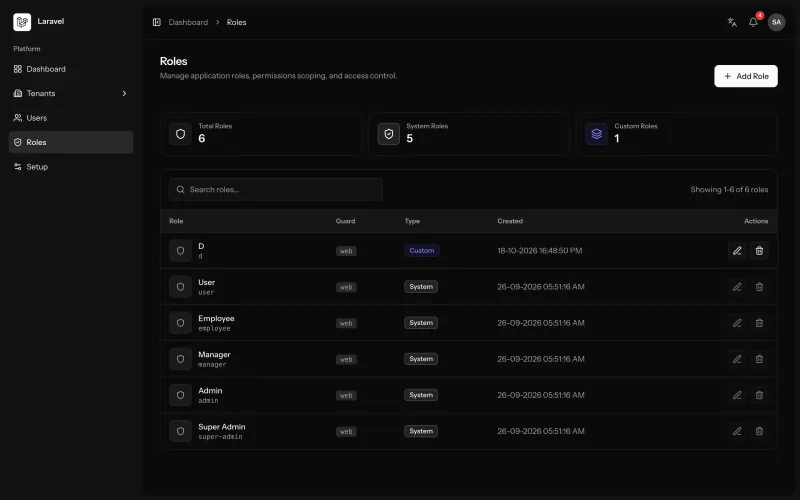 Laravel
Platform
Dashboard
Tenants
Users
Roles
Setup
Dashboard > Roles
4
SA
Roles
Manage application roles, permissions scoping, and access control.
+ Add Role
Total Roles
6
System Roles
5
Custom Roles
1
Search roles...
Showing 1-6 of 6 roles
Role Guard Type Created Actions
D
d
web Custom 18-10-2026 16:48:50 PM
User
user
web System 26-09-2026 05:51:16 AM
Employee
employee
web System 26-09-2026 05:51:16 AM
Manager
manager
web System 26-09-2026 05:51:16 AM
Admin
admin
web System 26-09-2026 05:51:16 AM
Super Admin
super-admin
web System 26-09-2026 05:51:16 AM